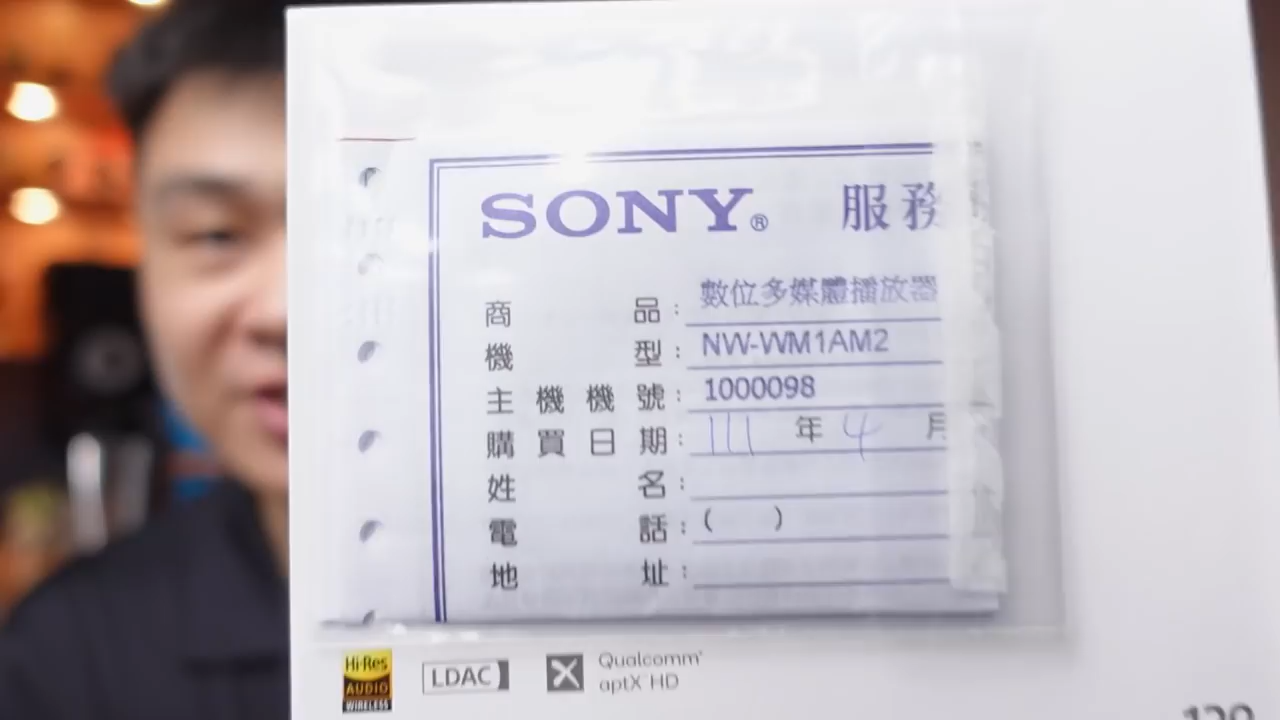 SONY® 服務
商品：數位多媒體播放器
機型：NW-WM1AM2
主機機號：1000098
購買日期：111 年 4 月
姓名：
電話：( )
地址：
Hi-Res AUDIO WIRELESS
LDAC
Qualcomm
aptX HD